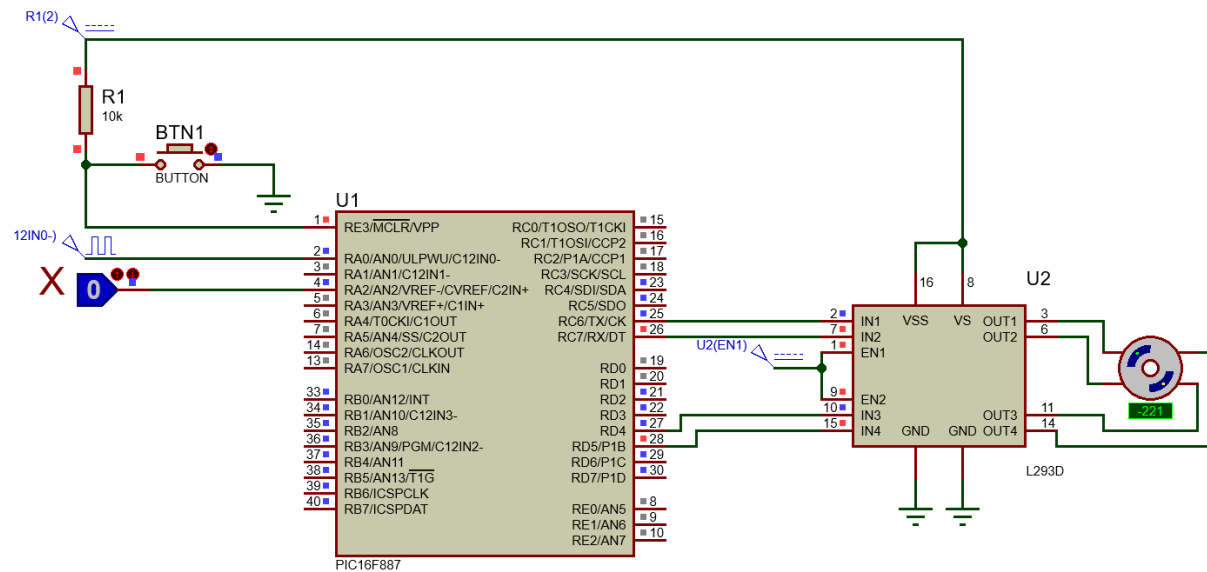 R1(2)
R1
10k
BTN1
BUTTON
12IN0-)
X
0
U1
1 RE3/MCLR/VPP
2 RA0/AN0/ULPWU/C12IN0-
3 RA1/AN1/C12IN1-
4 RA2/AN2/VREF-/CVREF/C2IN+
5 RA3/AN3/VREF+/C1IN+
6 RA4/T0CKI/C1OUT
7 RA5/AN4/SS/C2OUT
14 RA6/OSC2/CLKOUT
13 RA7/OSC1/CLKIN
33 RB0/AN12/INT
34 RB1/AN10/C12IN3-
35 RB2/AN8
36 RB3/AN9/PGM/C12IN2-
37 RB4/AN11
38 RB5/AN13/T1G
39 RB6/ICSPCLK
40 RB7/ICSPDAT
RC0/T1OSO/T1CKI 15
RC1/T1OSI/CCP2 16
RC2/P1A/CCP1 17
RC3/SCK/SCL 18
RC4/SDI/SDA 23
RC5/SDO 24
RC6/TX/CK 25
RC7/RX/DT 26
RD0 19
RD1 20
RD2 21
RD3 22
RD4 27
RD5/P1B 28
RD6/P1C 29
RD7/P1D 30
RE0/AN5 8
RE1/AN6 9
RE2/AN7 10
PIC16F887
U2(EN1)
U2
16 8
VSS VS
2 IN1
7 IN2
1 EN1
9 EN2
10 IN3
15 IN4
OUT1 3
OUT2 6
OUT3 11
OUT4 14
GND GND
L293D
-221